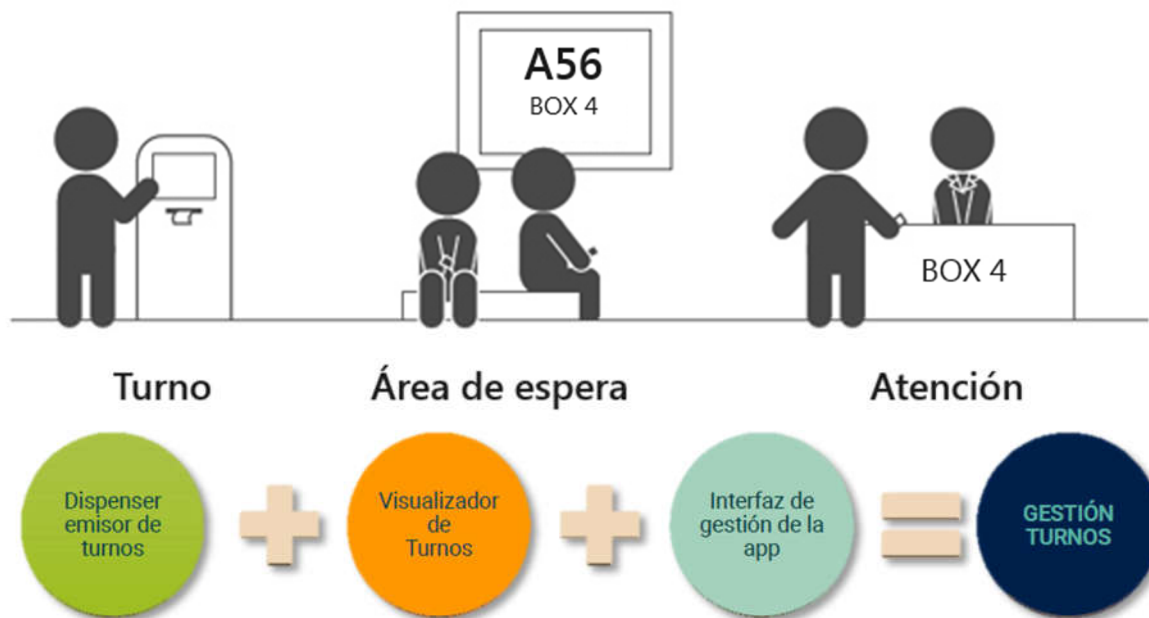 A56
BOX 4
BOX 4
Turno
Área de espera
Atención
Dispenser
emisor de
turnos
Visualizador
de
Turnos
Interfaz de
gestión de la
app
GESTIÓN
TURNOS